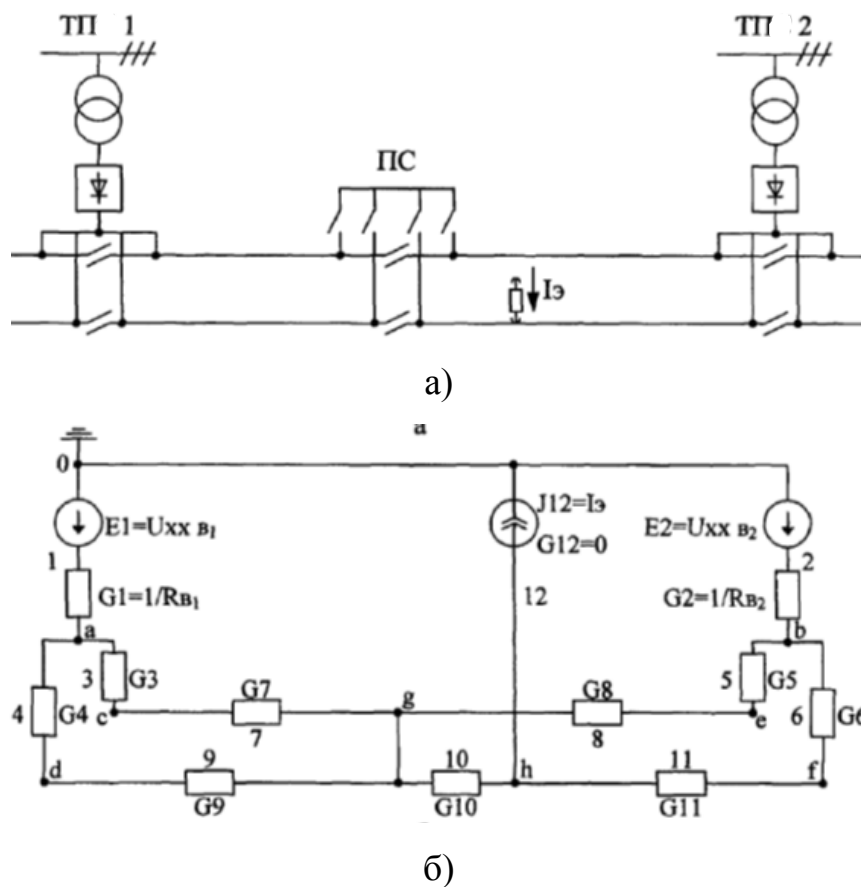 ТП 1
ТП 2
ПС
Iэ
а)
а
0
E1=Uxx в1
J12=Iэ
G12=0
E2=Uxx в2
1
G1=1/Rв1
12
2
G2=1/Rв2
a
b
3
G3
4
G4
c
G7
7
g
G8
8
5
G5
e
6
G6
d
9
G9
10
G10
h
11
G11
f
б)